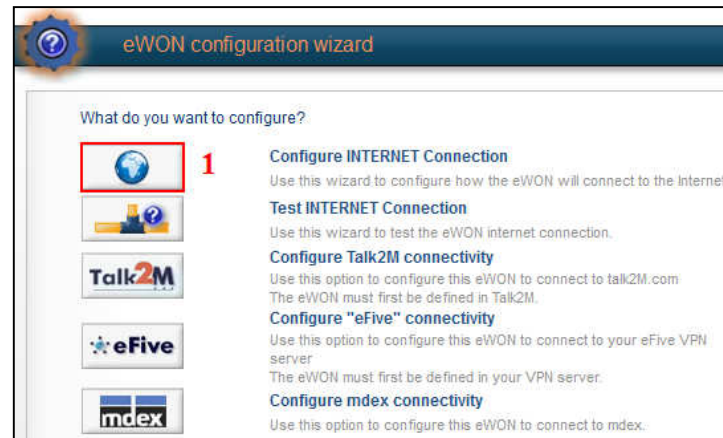 eWON configuration wizard
What do you want to configure?
1
Configure INTERNET Connection
Use this wizard to configure how the eWON will connect to the Internet
Test INTERNET Connection
Use this wizard to test the eWON internet connection.
Talk2M
Configure Talk2M connectivity
Use this option to configure this eWON to connect to talk2M.com
The eWON must first be defined in Talk2M.
eFive
Configure "eFive" connectivity
Use this option to configure this eWON to connect to your eFive VPN
server
The eWON must first be defined in your VPN server.
mdex
Configure mdex connectivity
Use this option to configure this eWON to connect to mdex.